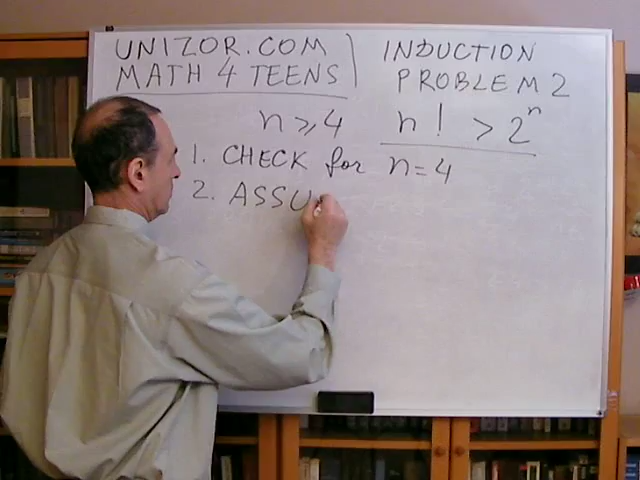 UNIZOR.COM
MATH 4 TEENS
INDUCTION
PROBLEM 2
n ⩾ 4 n! > 2ⁿ
1. CHECK for n = 4
2. ASSU